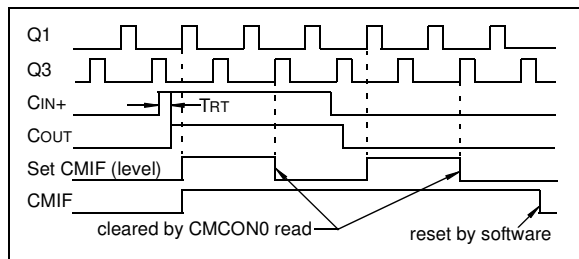 Q1
Q3
CIN+
TRT
COUT
Set CMIF (level)
CMIF
cleared by CMCON0 read
reset by software